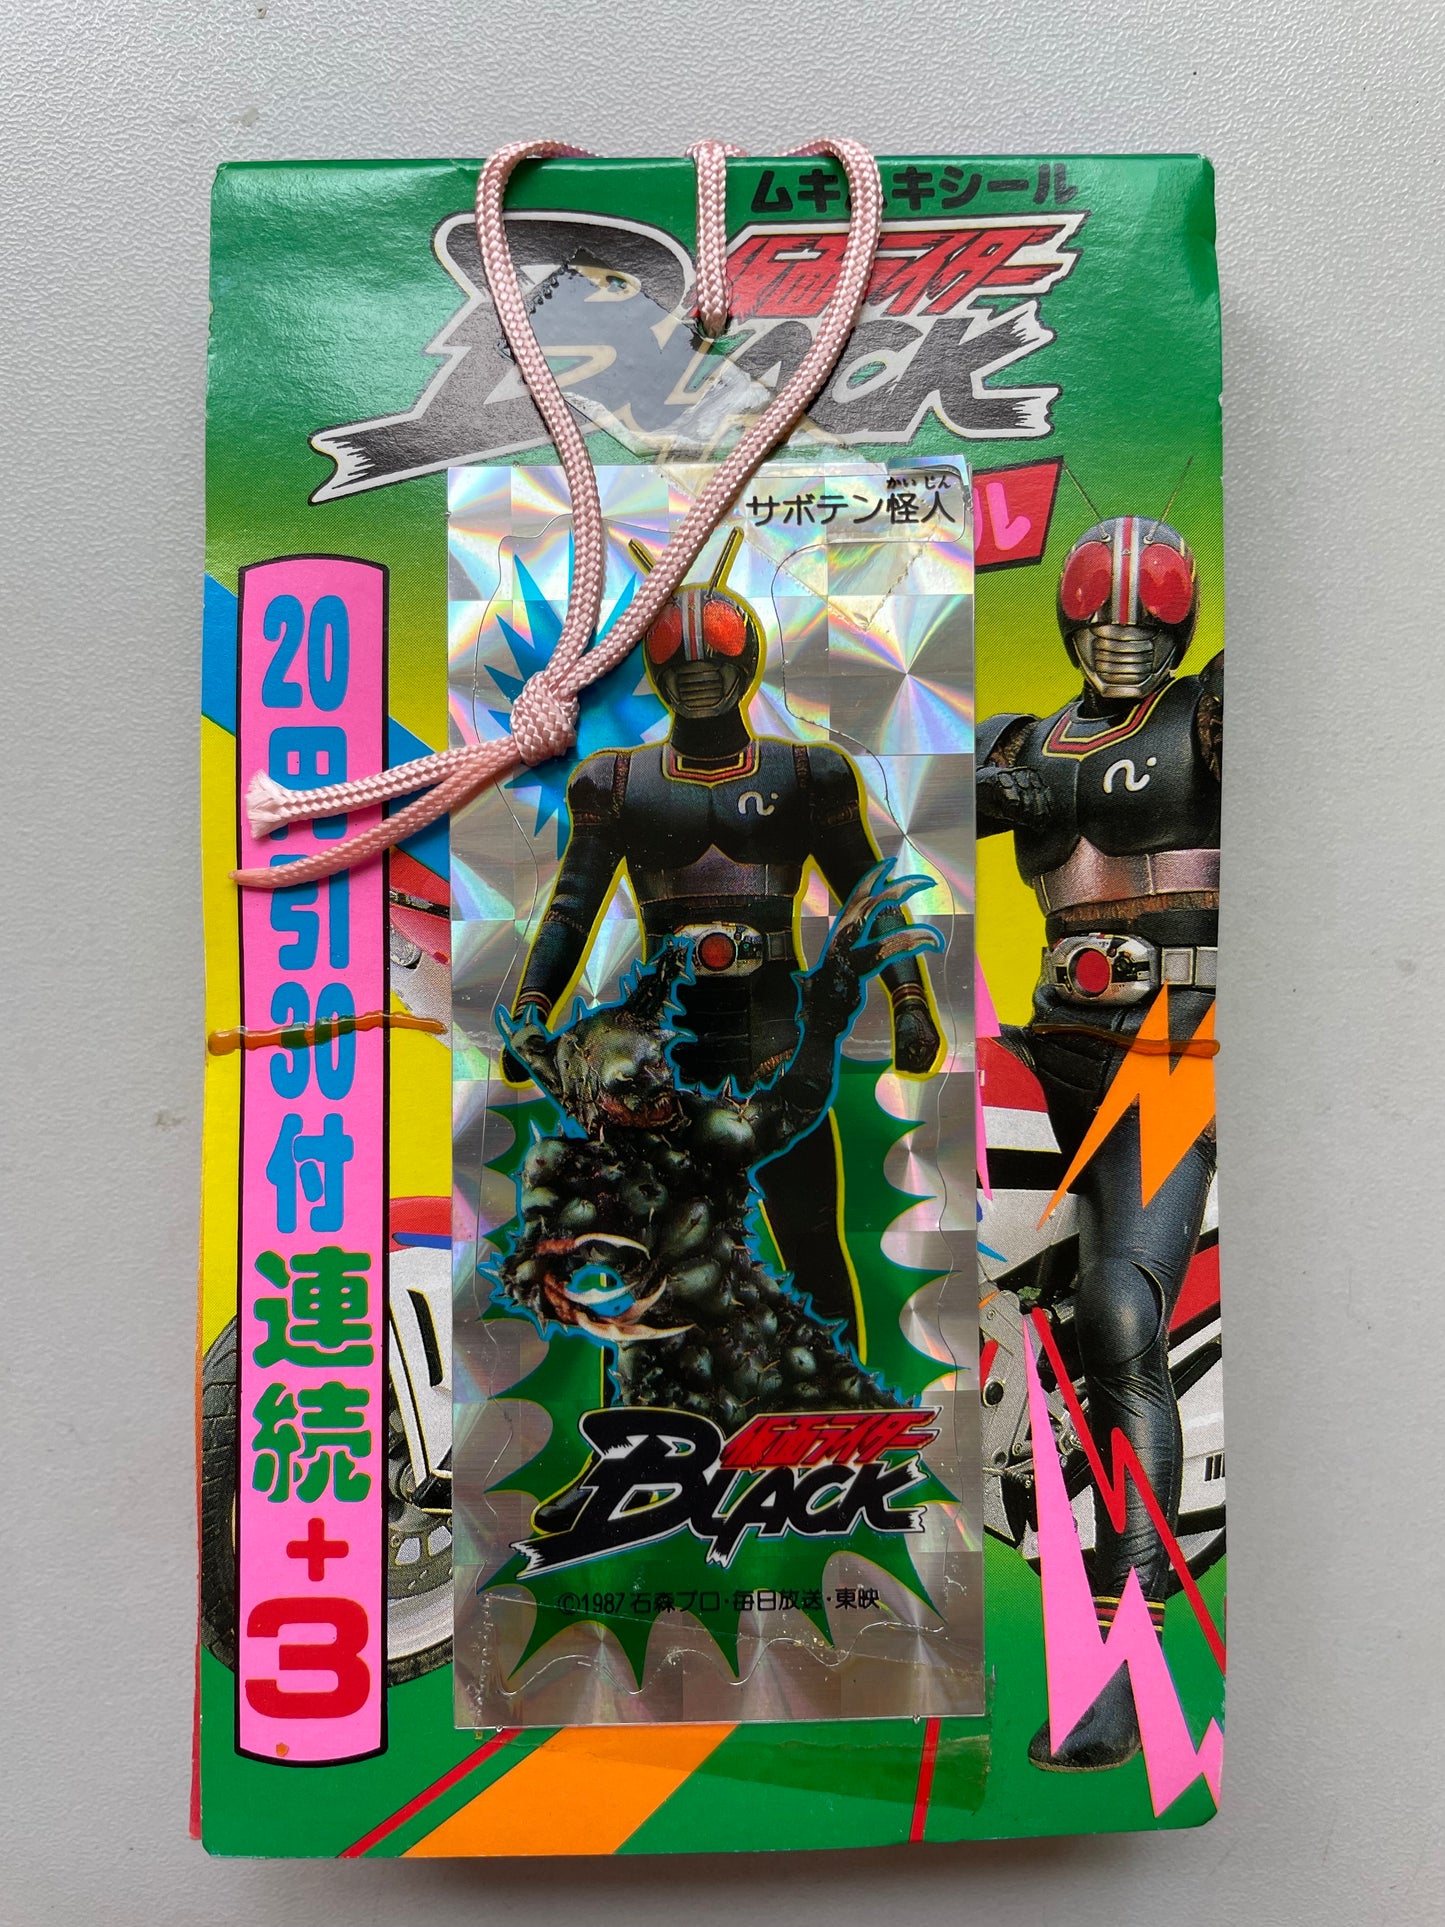 ムキムキシール
仮面ライダー
BLACK
ル
かいじん
サボテン怪人
20円引30付連続+3
仮面ライダー
BLACK
©1987 石森プロ・毎日放送・東映